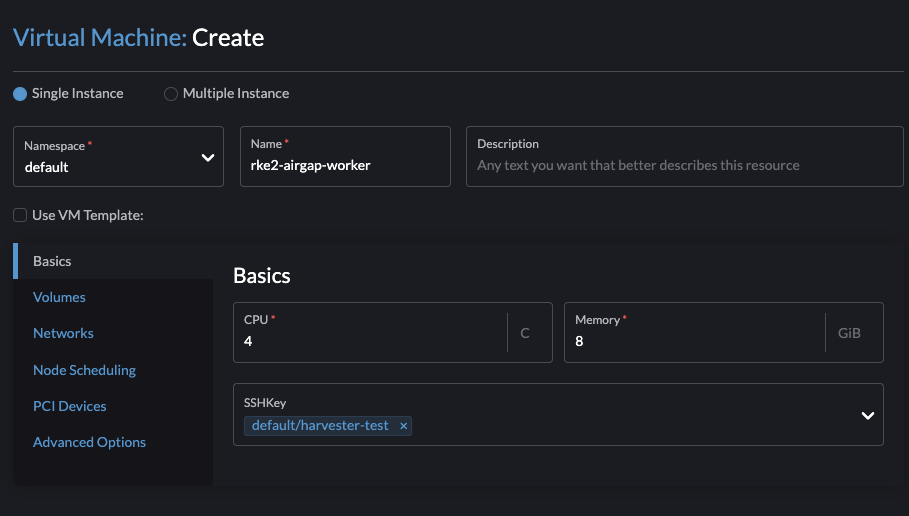 Virtual Machine: Create
Single Instance Multiple Instance
Namespace *
default
Name *
rke2-airgap-worker
Description
Any text you want that better describes this resource
Use VM Template:
Basics
Volumes
Networks
Node Scheduling
PCI Devices
Advanced Options
Basics
CPU *
4 C
Memory *
8 GiB
SSHKey
default/harvester-test ×